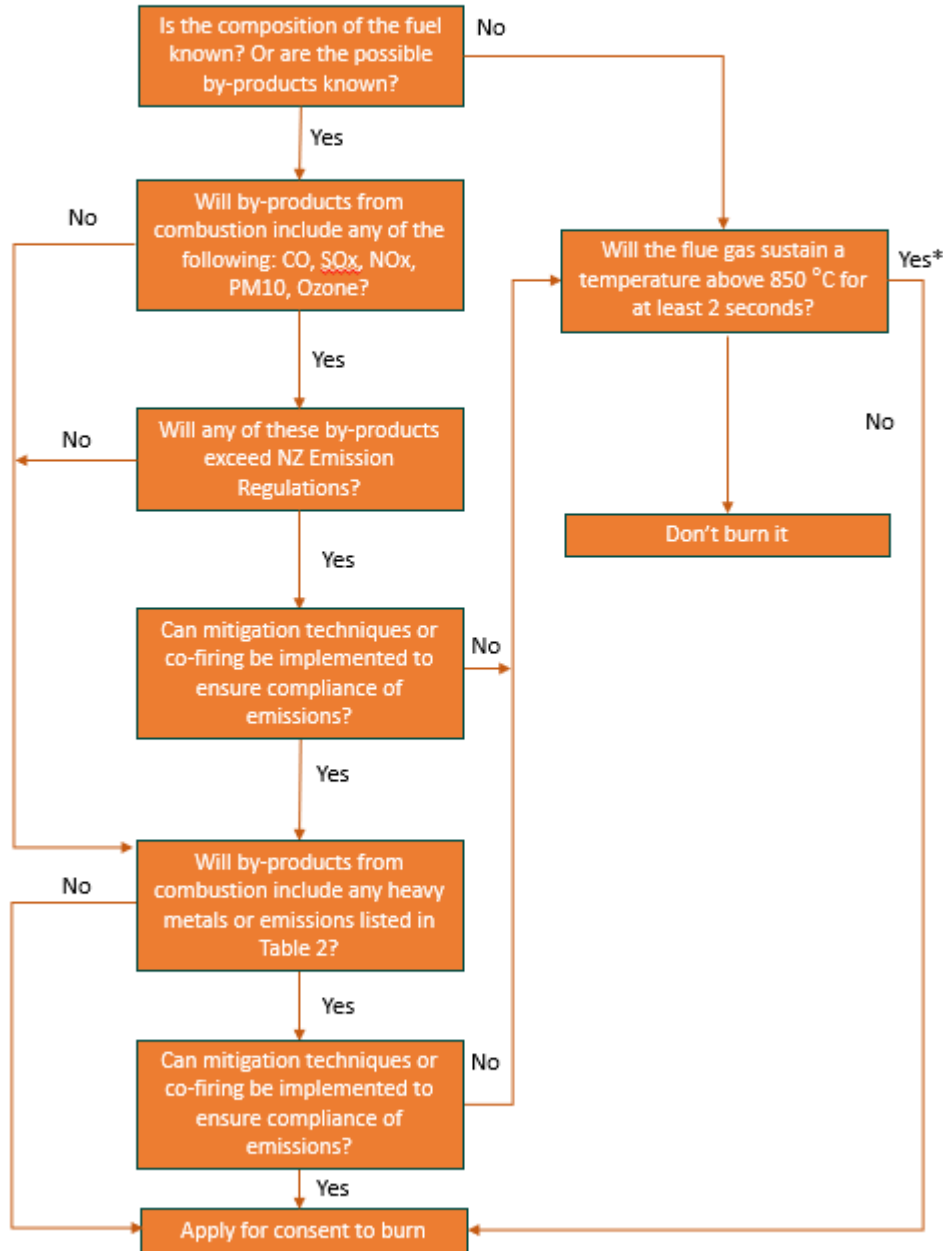 Is the composition of the fuel
known? Or are the possible
by-products known?
No
Yes
Will by-products from
combustion include any of the
following: CO, SOx, NOx,
PM10, Ozone?
No
Will the flue gas sustain a
temperature above 850 °C for
at least 2 seconds?
Yes*
Yes
No
Will any of these by-products
exceed NZ Emission
Regulations?
No
Don't burn it
Yes
Can mitigation techniques or
co-firing be implemented to
ensure compliance of
emissions?
No
Yes
Will by-products from
combustion include any heavy
metals or emissions listed in
Table 2?
No
Yes
Can mitigation techniques or
co-firing be implemented to
ensure compliance of
emissions?
No
Yes
Apply for consent to burn